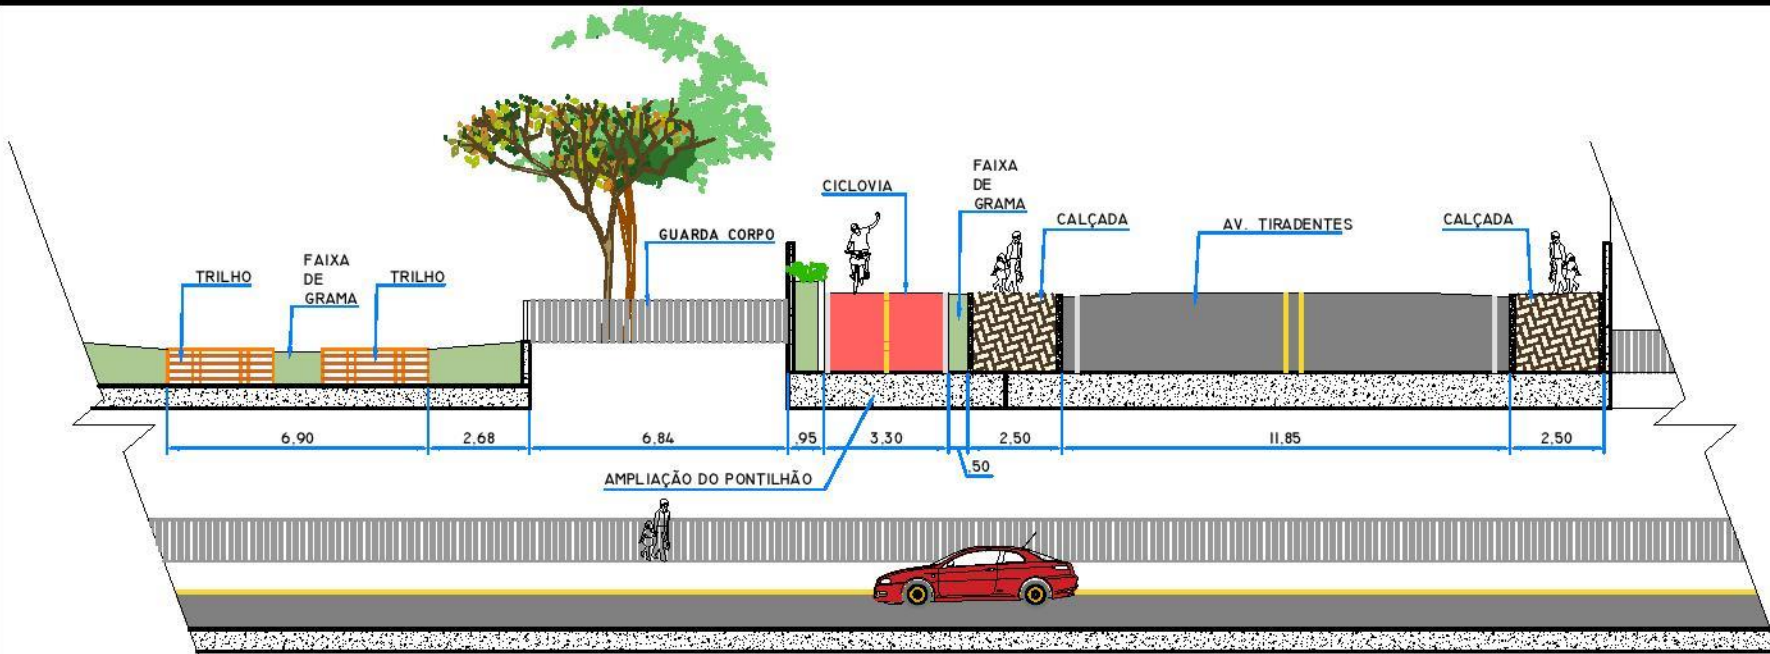 FAIXA
DE
GRAMA
CICLOVIA
CALÇADA
AV. TIRADENTES
CALÇADA
GUARDA CORPO
TRILHO
FAIXA
DE
GRAMA
TRILHO
6,90
2,68
6,84
,95
3,30
,50
2,50
11,85
2,50
AMPLIAÇÃO DO PONTILHÃO